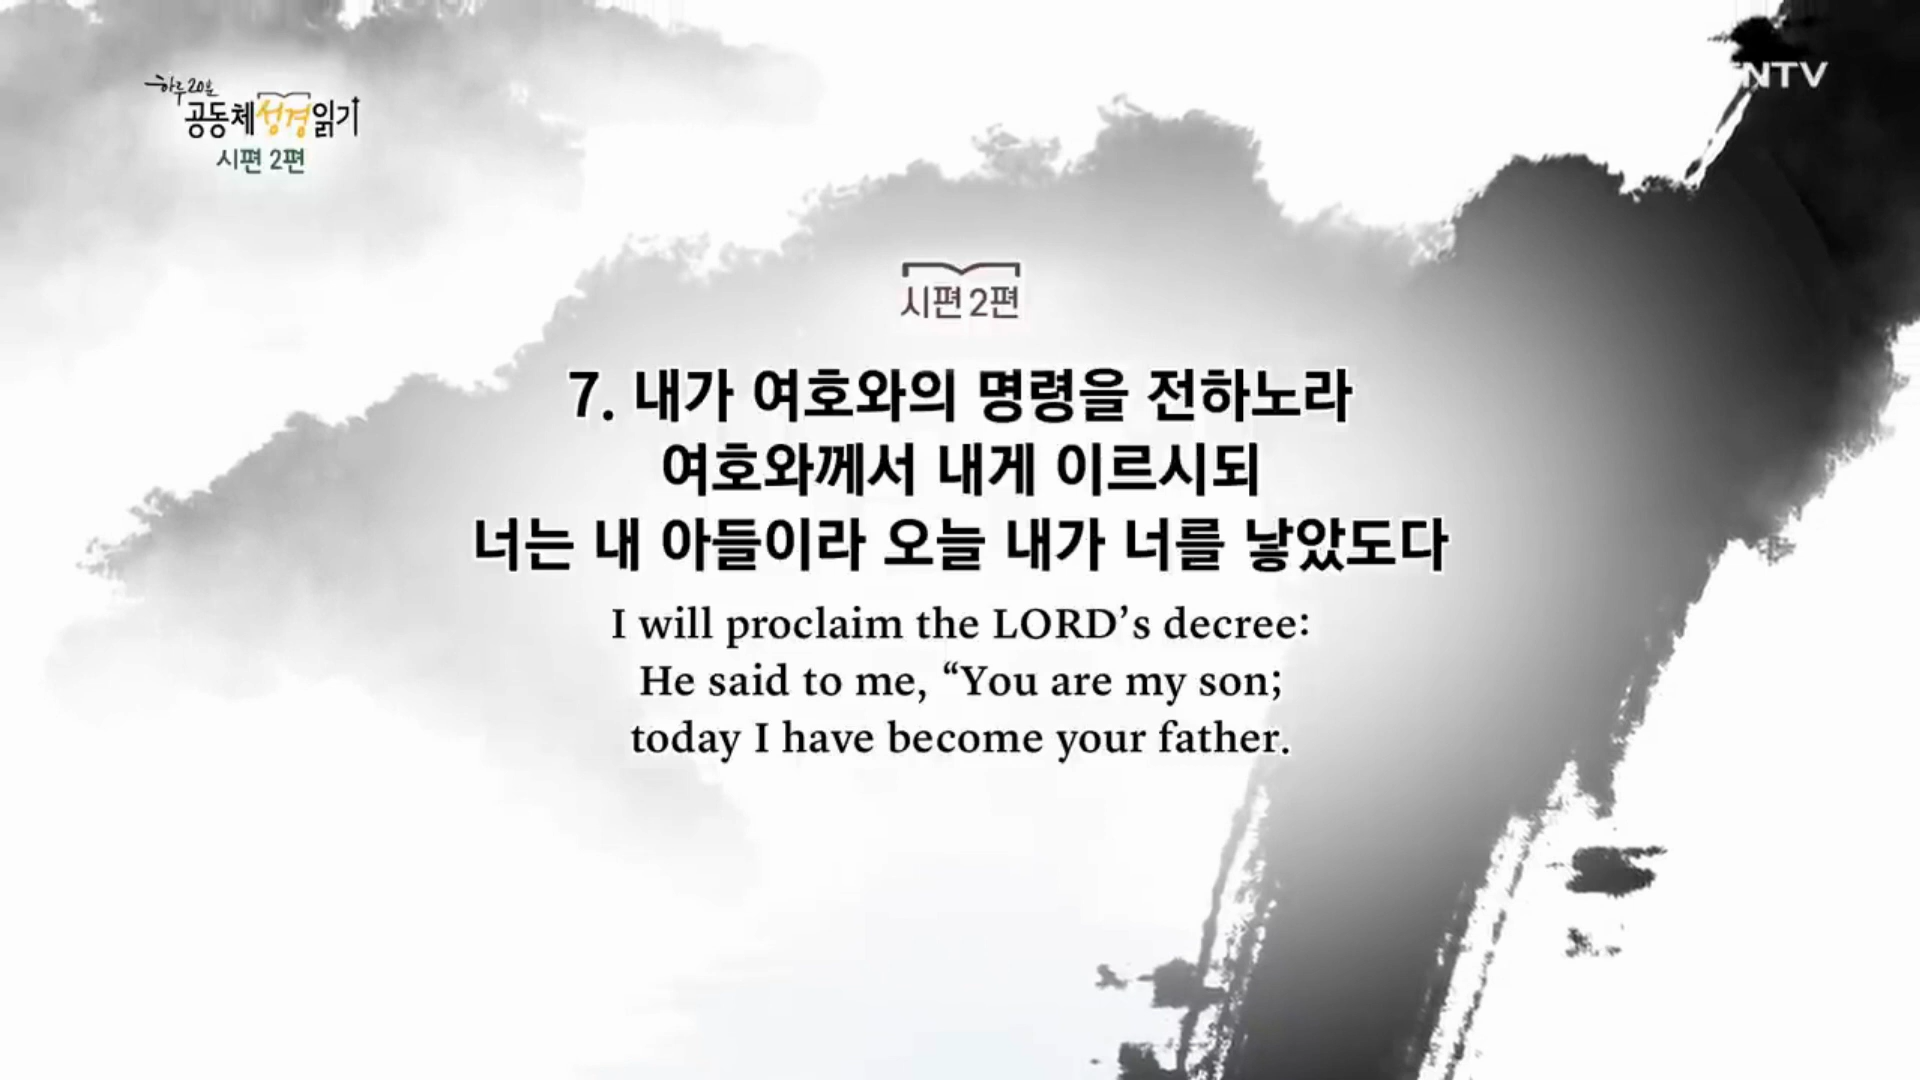 하루 20분
공동체성경읽기
시편 2편
NTV
시편 2편
7. 내가 여호와의 명령을 전하노라
여호와께서 내게 이르시되
너는 내 아들이라 오늘 내가 너를 낳았도다
I will proclaim the LORD’s decree:
He said to me, “You are my son;
today I have become your father.